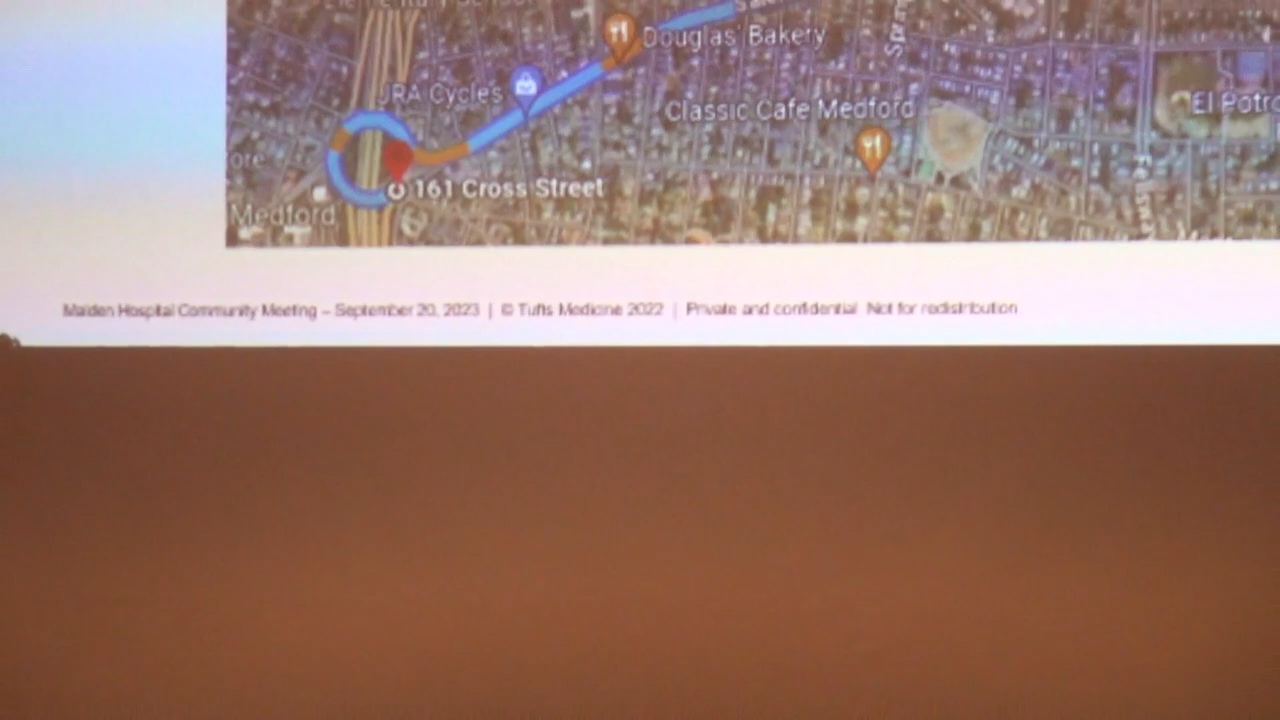 Douglas' Bakery
JRA Cycles
Classic Cafe Medford
El Potro
161 Cross Street
Medford
Malden Hospital Community Meeting – September 20, 2023 | © Tufts Medicine 2022 | Private and confidential. Not for redistribution